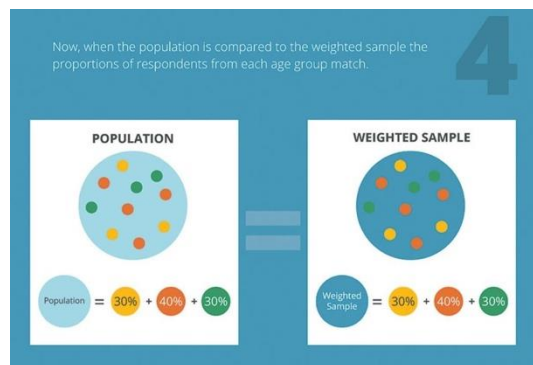 Now, when the population is compared to the weighted sample the
proportions of respondents from each age group match.
4
POPULATION
Population = 30% + 40% + 30%
=
WEIGHTED SAMPLE
Weighted
Sample = 30% + 40% + 30%